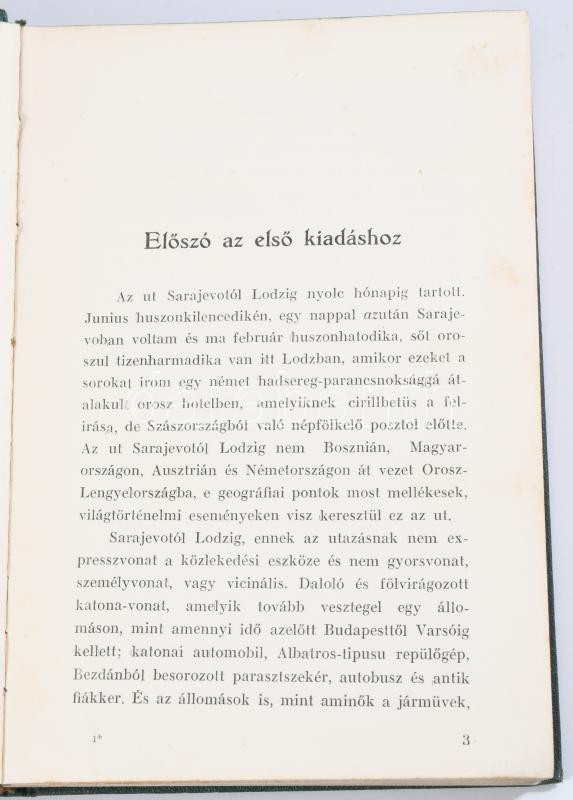 Előszó az első kiadáshoz
Az ut Sarajevotól Lodzig nyolc hónapig tartott.
Junius huszonkilencedikén, egy nappal azután Saraje-
voban voltam és ma február huszonhatodika, sőt oro-
szul tizenharmadika van itt Lodzban, amikor ezeket a
sorokat irom egy német hadsereg-parancsnoksággá át-
alakult orosz hotelben, amelyiknek cirillbetüs a fel-
irása, de Szászországból való népfölkelő posztol előtte.
Az ut Sarajevotól Lodzig nem Bosznián, Magyar-
országon, Ausztrián és Németországon át vezet Orosz-
Lengyelországba, e geográfiai pontok most mellékesek,
világtörténelmi eseményeken visz keresztül ez az ut.
Sarajevotól Lodzig, ennek az utazásnak nem ex-
presszvonat a közlekedési eszköze és nem gyorsvonat,
személyvonat, vagy vicinális. Daloló és fölvirágozott
katona-vonat, amelyik tovább vesztegel egy állo-
máson, mint amennyi idő azelőtt Budapesttől Varsóig
kellett; katonai automobil, Albatros-tipusu repülőgép,
Bezdánból besorozott parasztszekér, autobusz és antik
fiákker. És az állomások is, mint aminők a jármüvek,
1*
3